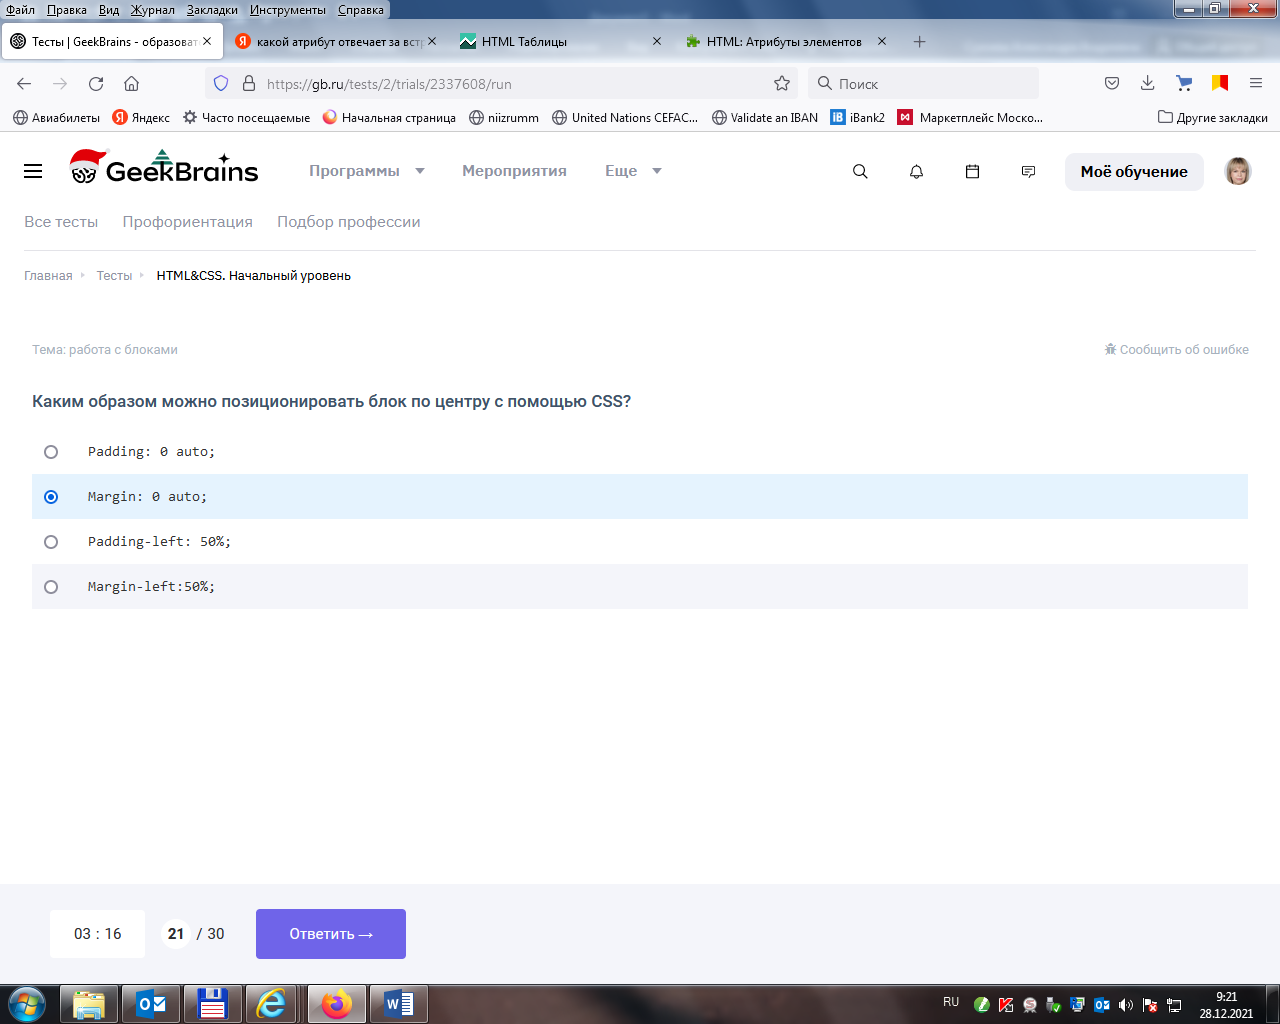 Файл Правка Вид Журнал Закладки Инструменты Справка
Тесты | GeekBrains - образоват
Я какой атрибут отвечает за встр
HTML Таблицы
HTML: Атрибуты элементов
https://gb.ru/tests/2/trials/2337608/run
Поиск
Авиабилеты Я Яндекс Часто посещаемые Начальная страница niizrumm United Nations CEFAC... Validate an IBAN iB iBank2 Маркетплейс Моско... Другие закладки
GeekBrains Программы Мероприятия Еще Моё обучение
Все тесты Профориентация Подбор профессии
Главная Тесты HTML&CSS. Начальный уровень
Тема: работа с блоками Сообщить об ошибке
Каким образом можно позиционировать блок по центру с помощью CSS?
Padding: 0 auto;
Margin: 0 auto;
Padding-left: 50%;
Margin-left:50%;
03 : 16 21 / 30 Ответить →
RU 9:21
28.12.2021